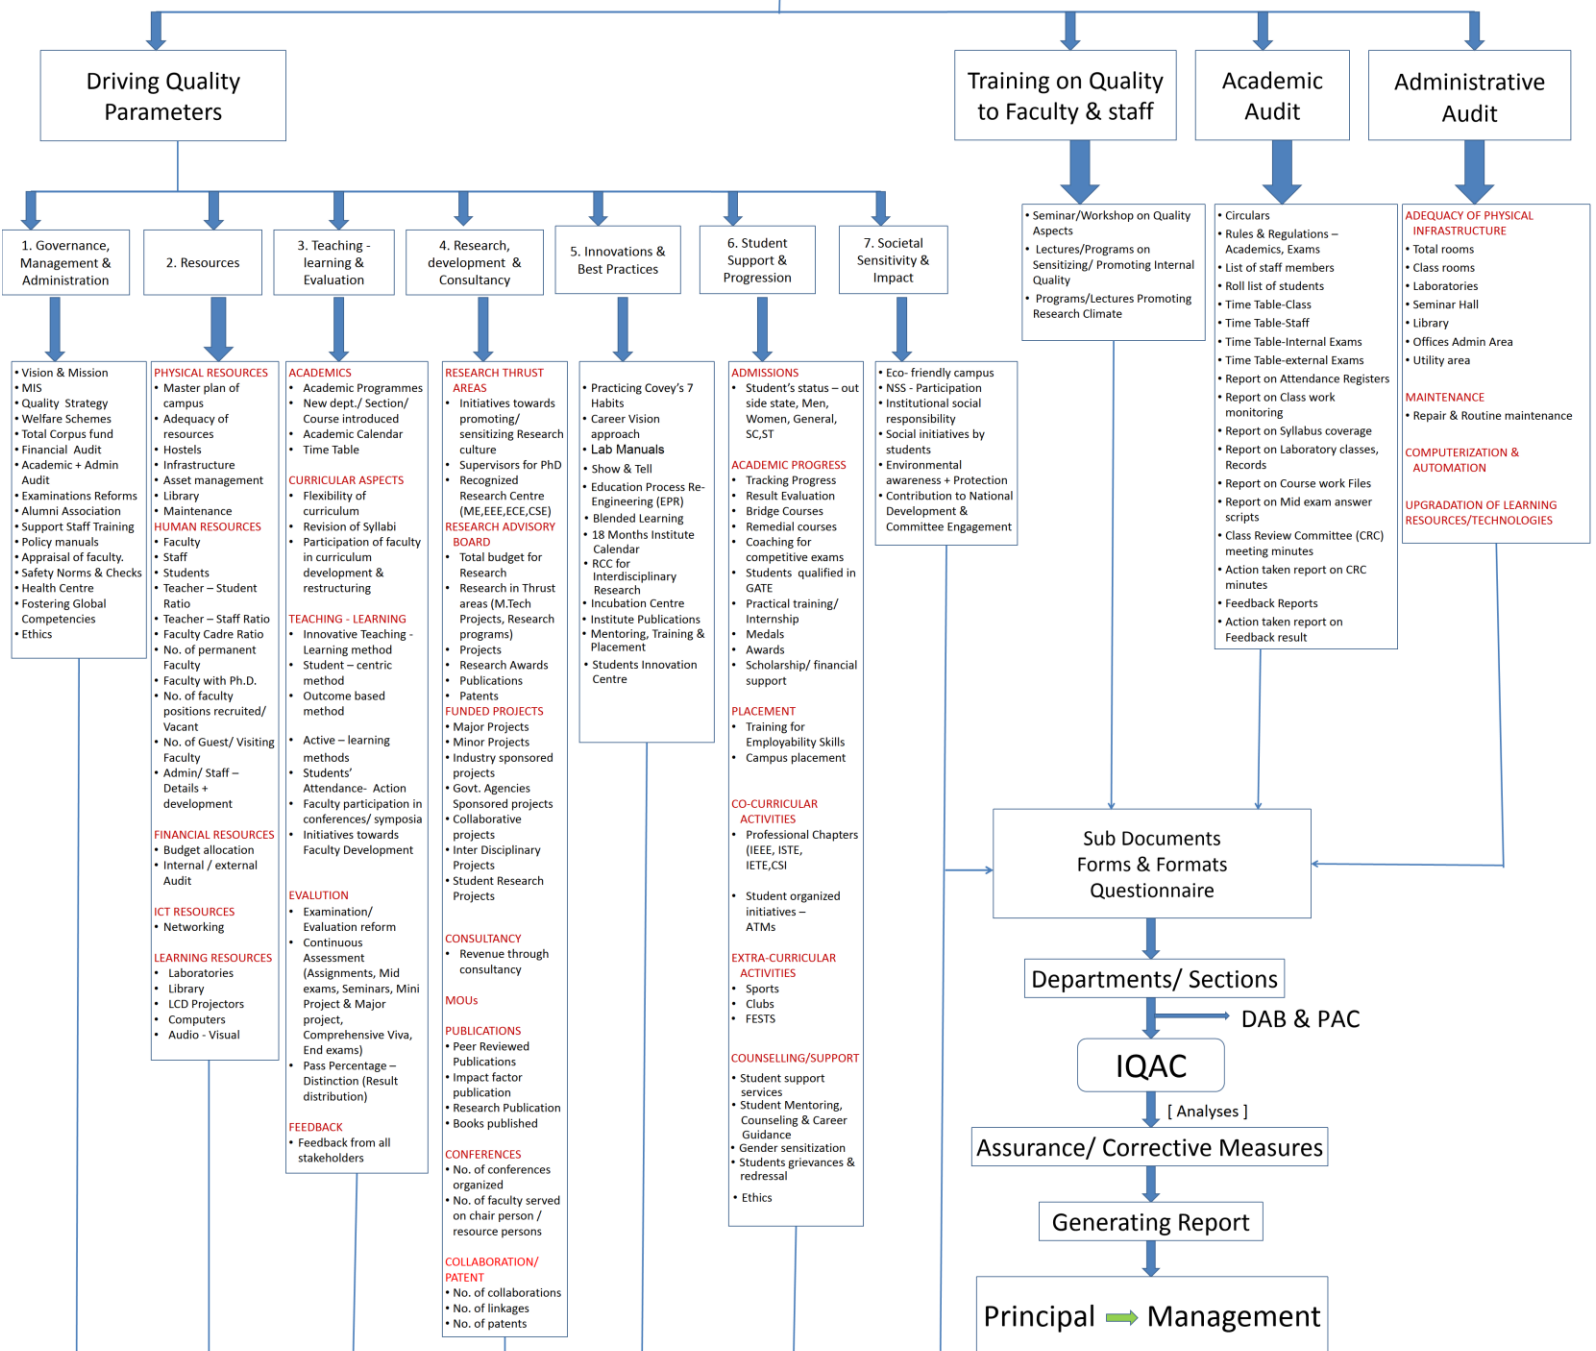 Driving Quality
Parameters
Training on Quality
to Faculty & staff
Academic
Audit
Administrative
Audit
1. Governance,
Management &
Administration
2. Resources
3. Teaching -
learning &
Evaluation
4. Research,
development &
Consultancy
5. Innovations &
Best Practices
6. Student
Support &
Progression
7. Societal
Sensitivity &
Impact
• Vision & Mission
• MIS
• Quality Strategy
• Welfare Schemes
• Total Corpus fund
• Financial Audit
• Academic + Admin
Audit
• Examinations Reforms
• Alumni Association
• Support Staff Training
• Policy manuals
• Appraisal of faculty.
• Safety Norms & Checks
• Health Centre
• Fostering Global
Competencies
• Ethics
PHYSICAL RESOURCES
• Master plan of
campus
• Adequacy of
resources
• Hostels
• Infrastructure
• Asset management
• Library
• Maintenance
HUMAN RESOURCES
• Faculty
• Staff
• Students
• Teacher – Student
Ratio
• Teacher – Staff Ratio
• Faculty Cadre Ratio
• No. of permanent
Faculty
• Faculty with Ph.D.
• No. of faculty
positions recruited/
Vacant
• No. of Guest/ Visiting
Faculty
• Admin/ Staff –
Details +
development
FINANCIAL RESOURCES
• Budget allocation
• Internal / external
Audit
ICT RESOURCES
• Networking
LEARNING RESOURCES
• Laboratories
• Library
• LCD Projectors
• Computers
• Audio - Visual
ACADEMICS
• Academic Programmes
• New dept./ Section/
Course introduced
• Academic Calendar
• Time Table
CURRICULAR ASPECTS
• Flexibility of
curriculum
• Revision of Syllabi
• Participation of faculty
in curriculum
development &
restructuring
TEACHING - LEARNING
• Innovative Teaching -
Learning method
• Student – centric
method
• Outcome based
method
• Active – learning
methods
• Students’
Attendance- Action
• Faculty participation in
conferences/ symposia
• Initiatives towards
Faculty Development
EVALUTION
• Examination/
Evaluation reform
• Continuous
Assessment
(Assignments, Mid
exams, Seminars, Mini
Project & Major
project,
Comprehensive Viva,
End exams)
• Pass Percentage –
Distinction (Result
distribution)
FEEDBACK
• Feedback from all
stakeholders
RESEARCH THRUST
AREAS
• Initiatives towards
promoting/
sensitizing Research
culture
• Supervisors for PhD
• Recognized
Research Centre
(ME,EEE,ECE,CSE)
RESEARCH ADVISORY
BOARD
• Total budget for
Research
• Research in Thrust
areas (M.Tech
Projects, Research
programs)
• Projects
• Research Awards
• Publications
• Patents
FUNDED PROJECTS
• Major Projects
• Minor Projects
• Industry sponsored
projects
• Govt. Agencies
Sponsored projects
• Collaborative
projects
• Inter Disciplinary
Projects
• Student Research
Projects
CONSULTANCY
• Revenue through
consultancy
MOUs
PUBLICATIONS
• Peer Reviewed
Publications
• Impact factor
publication
• Research Publication
• Books published
CONFERENCES
• No. of conferences
organized
• No. of faculty served
on chair person /
resource persons
COLLABORATION/
PATENT
• No. of collaborations
• No. of linkages
• No. of patents
• Practicing Covey's 7
Habits
• Career Vision
approach
• Lab Manuals
• Show & Tell
• Education Process Re-
Engineering (EPR)
• Blended Learning
• 18 Months Institute
Calendar
• RCC for
Interdisciplinary
Research
• Incubation Centre
• Institute Publications
• Mentoring, Training &
Placement
• Students Innovation
Centre
ADMISSIONS
• Student’s status – out
side state, Men,
Women, General,
SC,ST
ACADEMIC PROGRESS
• Tracking Progress
• Result Evaluation
• Bridge Courses
• Remedial courses
• Coaching for
competitive exams
• Students qualified in
GATE
• Practical training/
Internship
• Medals
• Awards
• Scholarship/ financial
support
PLACEMENT
• Training for
Employability Skills
• Campus placement
CO-CURRICULAR
ACTIVITIES
• Professional Chapters
(IEEE, ISTE,
IETE,CSI
• Student organized
initiatives –
ATMs
EXTRA-CURRICULAR
ACTIVITIES
• Sports
• Clubs
• FESTS
COUNSELLING/SUPPORT
• Student support
services
• Student Mentoring,
Counseling & Career
Guidance
• Gender sensitization
• Students grievances &
redressal
• Ethics
• Eco- friendly campus
• NSS - Participation
• Institutional social
responsibility
• Social initiatives by
students
• Environmental
awareness + Protection
• Contribution to National
Development &
Committee Engagement
• Seminar/Workshop on Quality
Aspects
• Lectures/Programs on
Sensitizing/ Promoting Internal
Quality
• Programs/Lectures Promoting
Research Climate
• Circulars
• Rules & Regulations –
Academics, Exams
• List of staff members
• Roll list of students
• Time Table-Class
• Time Table-Staff
• Time Table-Internal Exams
• Time Table-external Exams
• Report on Attendance Registers
• Report on Class work
monitoring
• Report on Syllabus coverage
• Report on Laboratory classes,
Records
• Report on Course work Files
• Report on Mid exam answer
scripts
• Class Review Committee (CRC)
meeting minutes
• Action taken report on CRC
minutes
• Feedback Reports
• Action taken report on
Feedback result
ADEQUACY OF PHYSICAL
INFRASTRUCTURE
• Total rooms
• Class rooms
• Laboratories
• Seminar Hall
• Library
• Offices Admin Area
• Utility area
MAINTENANCE
• Repair & Routine maintenance
COMPUTERIZATION &
AUTOMATION
UPGRADATION OF LEARNING
RESOURCES/TECHNOLOGIES
Sub Documents
Forms & Formats
Questionnaire
Departments/ Sections
DAB & PAC
IQAC
[ Analyses ]
Assurance/ Corrective Measures
Generating Report
Principal Management